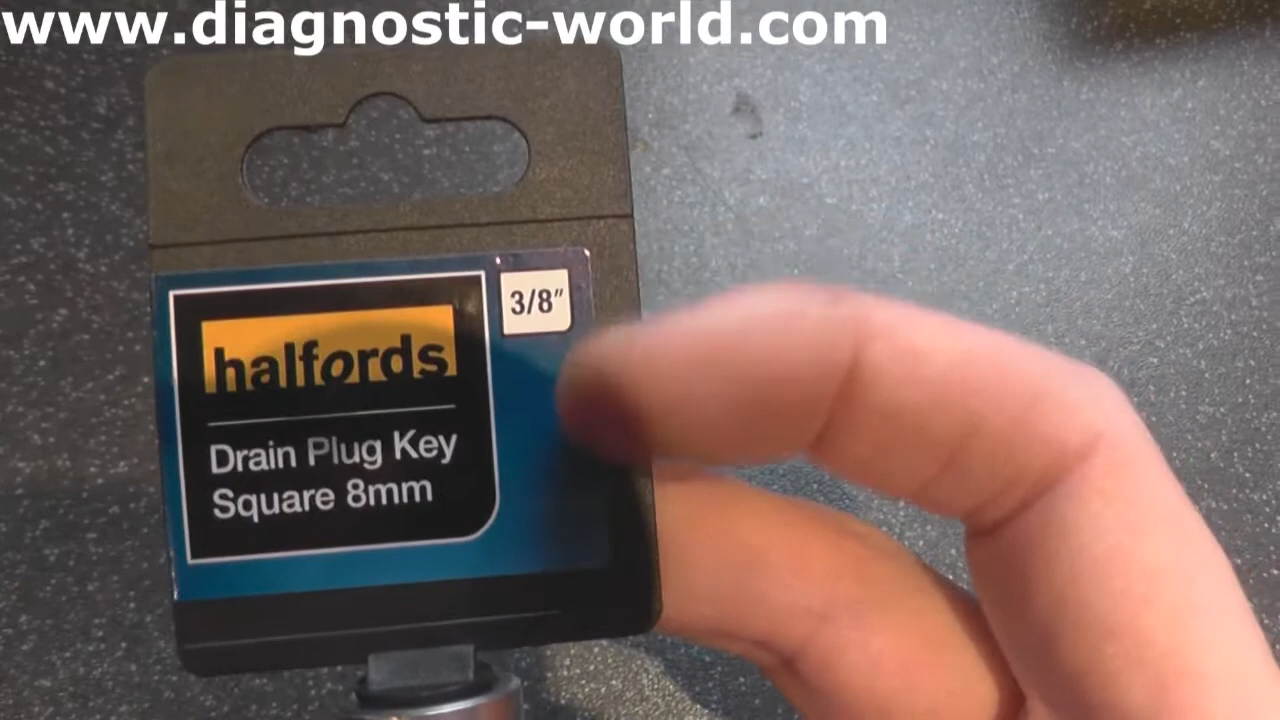 www.diagnostic-world.com
3/8″
halfords
Drain Plug Key
Square 8mm